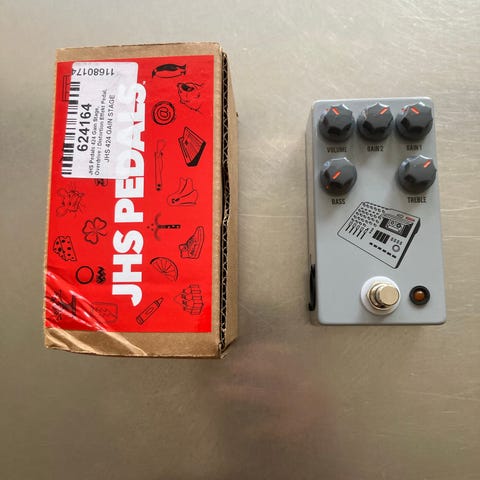 11680174
624164
JHS Pedals 424 Gain Stage,
Overdrive / Distortion Effekt Pedal,
JHS 424 GAIN STAGE
JHS PEDALS
VOLUME GAIN 2 GAIN 1
BASS TREBLE